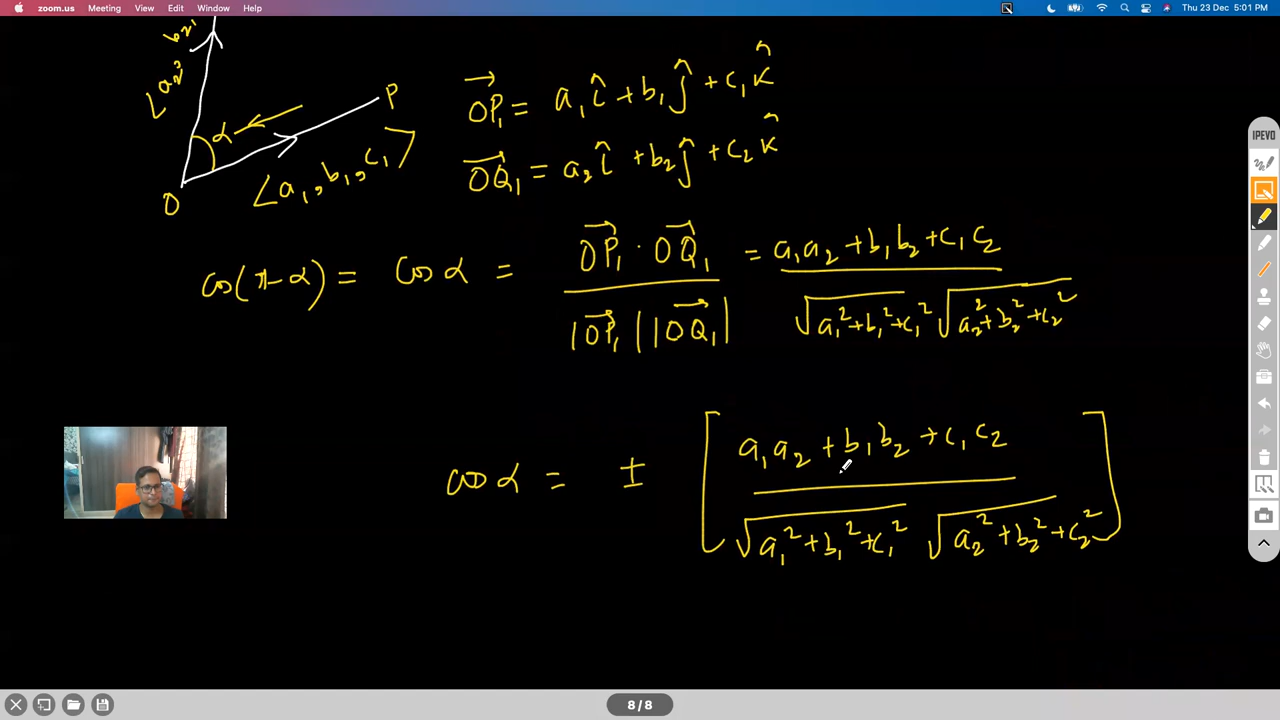 zoom.us Meeting View Edit Window Help Thu 23 Dec 5:01 PM
b₂'
<a₂'
α
P
<a₁, b₁, c₁>
O
OP₁⃗ = a₁î + b₁ĵ + c₁k̂
OQ₁⃗ = a₂î + b₂ĵ + c₂k̂
cos(π-α) = cos α = OP₁⃗ · OQ₁⃗ / |OP₁⃗| |OQ₁⃗| = a₁a₂ + b₁b₂ + c₁c₂ / √a₁²+b₁²+c₁² √a₂²+b₂²+c₂²
cos α = ± [ a₁a₂ + b₁b₂ + c₁c₂ / √a₁²+b₁²+c₁² √a₂²+b₂²+c₂² ]
IPEVO
8/8